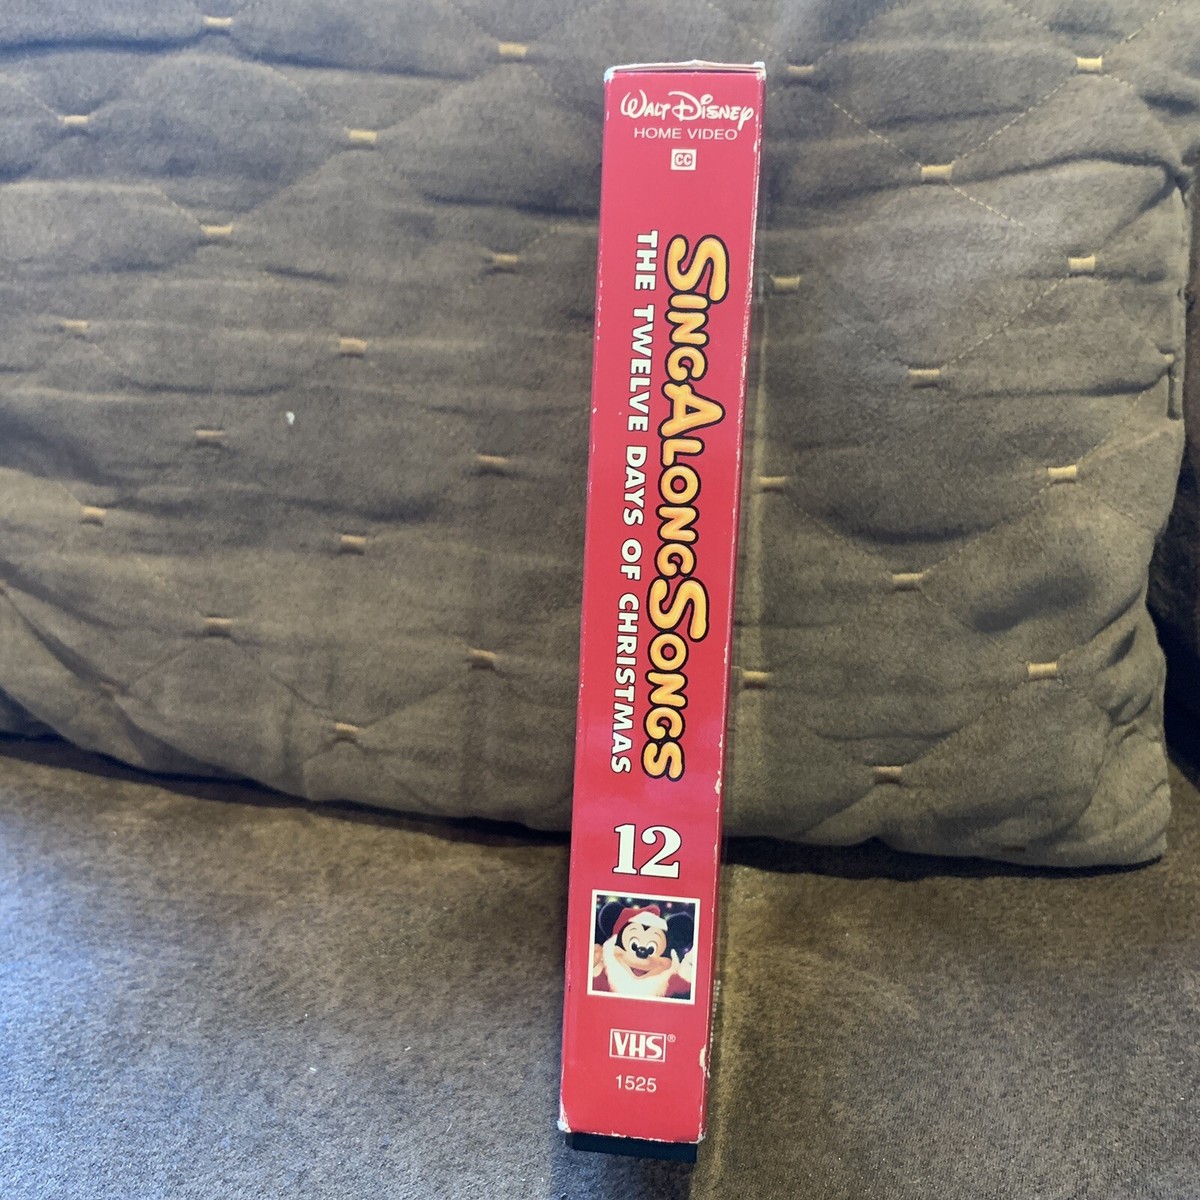 WALT DISNEY
HOME VIDEO
CC
SING ALONG SONGS
THE TWELVE DAYS OF CHRISTMAS
12
VHS®
1525